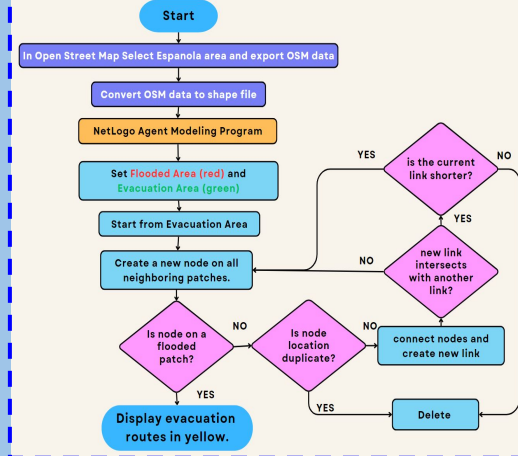 Start
In Open Street Map Select Espanola area and export OSM data
Convert OSM data to shape file
NetLogo Agent Modeling Program
Set Flooded Area (red) and
Evacuation Area (green)
Start from Evacuation Area
Create a new node on all
neighboring patches.
Is node on a
flooded
patch?
NO
YES
Display evacuation
routes in yellow.
Is node
location
duplicate?
NO
YES
connect nodes and
create new link
Delete
new link
intersects
with another
link?
NO
YES
is the current
link shorter?
YES
NO